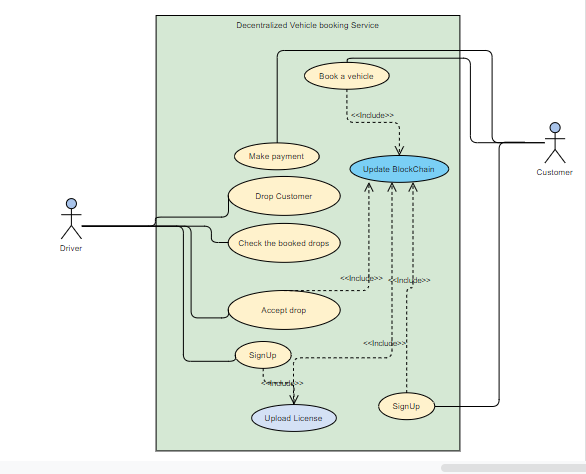 Decentralized Vehicle booking Service
Book a vehicle
<<Include>>
Make payment
Update BlockChain
Customer
Drop Customer
Driver
Check the booked drops
<<Include>>
<<Include>>
Accept drop
<<Include>>
SignUp
<<Include>>
SignUp
Upload License